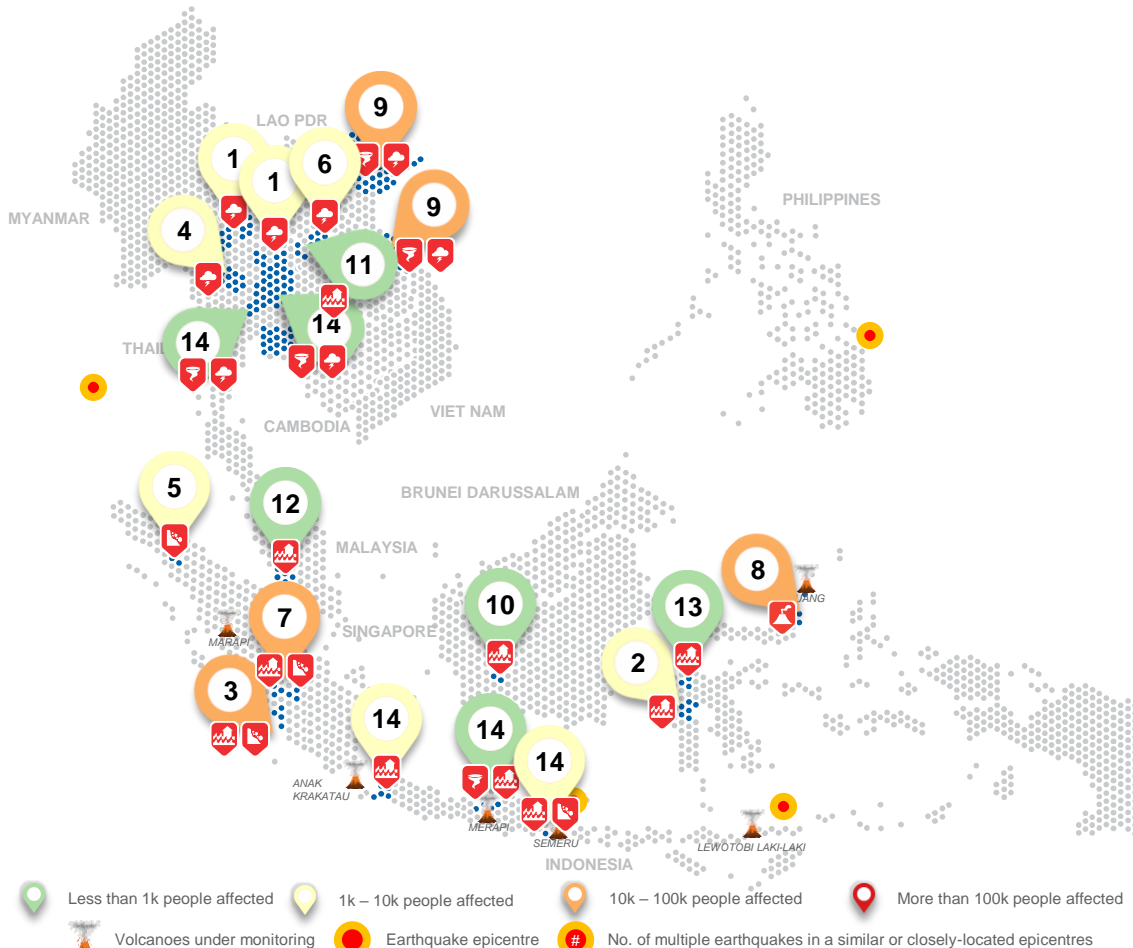 9
LAO PDR
1
6
1
PHILIPPINES
9
MYANMAR
4
11
14
14
VIET NAM
CAMBODIA
5
BRUNEI DARUSSALAM
12
MALAYSIA
8
10
13
MARAPI
7
SINGAPORE
2
3
14
14
14
ANAK
KRAKATAU
MERAPI
SEMERU
LEWOTOBI LAKI-LAKI
INDONESIA
Less than 1k people affected
1k – 10k people affected
10k – 100k people affected
More than 100k people affected
Volcanoes under monitoring
Earthquake epicentre
#
No. of multiple earthquakes in a similar or closely-located epicentres